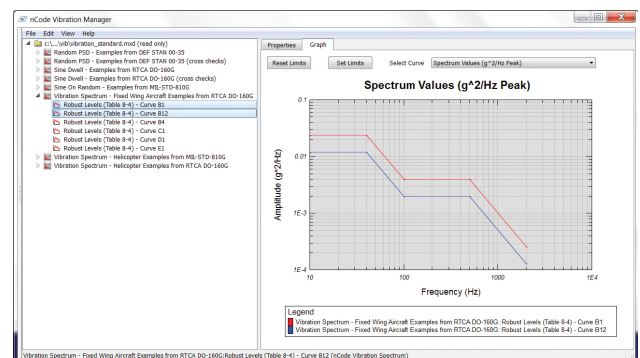 nCode Vibration Manager
File Edit View Help
c:\...\vib\vibration_standard.mxd (read only)
Random PSD - Examples from DEF STAN 00-35
Random PSD - Examples from DEF STAN 00-35 (cross checks)
Sine Dwell - Examples from RTCA DO-160G
Sine Dwell - Examples from RTCA DO-160G (cross checks)
Sine On Random - Examples from MIL-STD-810G
Vibration Spectrum - Fixed Wing Aircraft Examples from RTCA DO-160G
Robust Levels (Table 8-4) - Curve B1
Robust Levels (Table 8-4) - Curve B12
Robust Levels (Table 8-4) - Curve B4
Robust Levels (Table 8-4) - Curve C1
Robust Levels (Table 8-4) - Curve D1
Robust Levels (Table 8-4) - Curve E1
Vibration Spectrum - Helicopter Examples from MIL-STD-810G
Vibration Spectrum - Helicopter Examples from RTCA DO-160G
Properties Graph
Reset Limits Set Limits Select Curve Spectrum Values (g^2/Hz Peak)
Spectrum Values (g^2/Hz Peak)
0.1
0.01
1E-3
1E-4
Amplitude (g^2/Hz)
10 100 1000 1E4
Frequency (Hz)
Legend
Vibration Spectrum - Fixed Wing Aircraft Examples from RTCA DO-160G::Robust Levels (Table 8-4) - Curve B1
Vibration Spectrum - Fixed Wing Aircraft Examples from RTCA DO-160G::Robust Levels (Table 8-4) - Curve B12
Vibration Spectrum - Fixed Wing Aircraft Examples from RTCA DO-160G:Robust Levels (Table 8-4) - Curve B12 (nCode Vibration Spectrum)